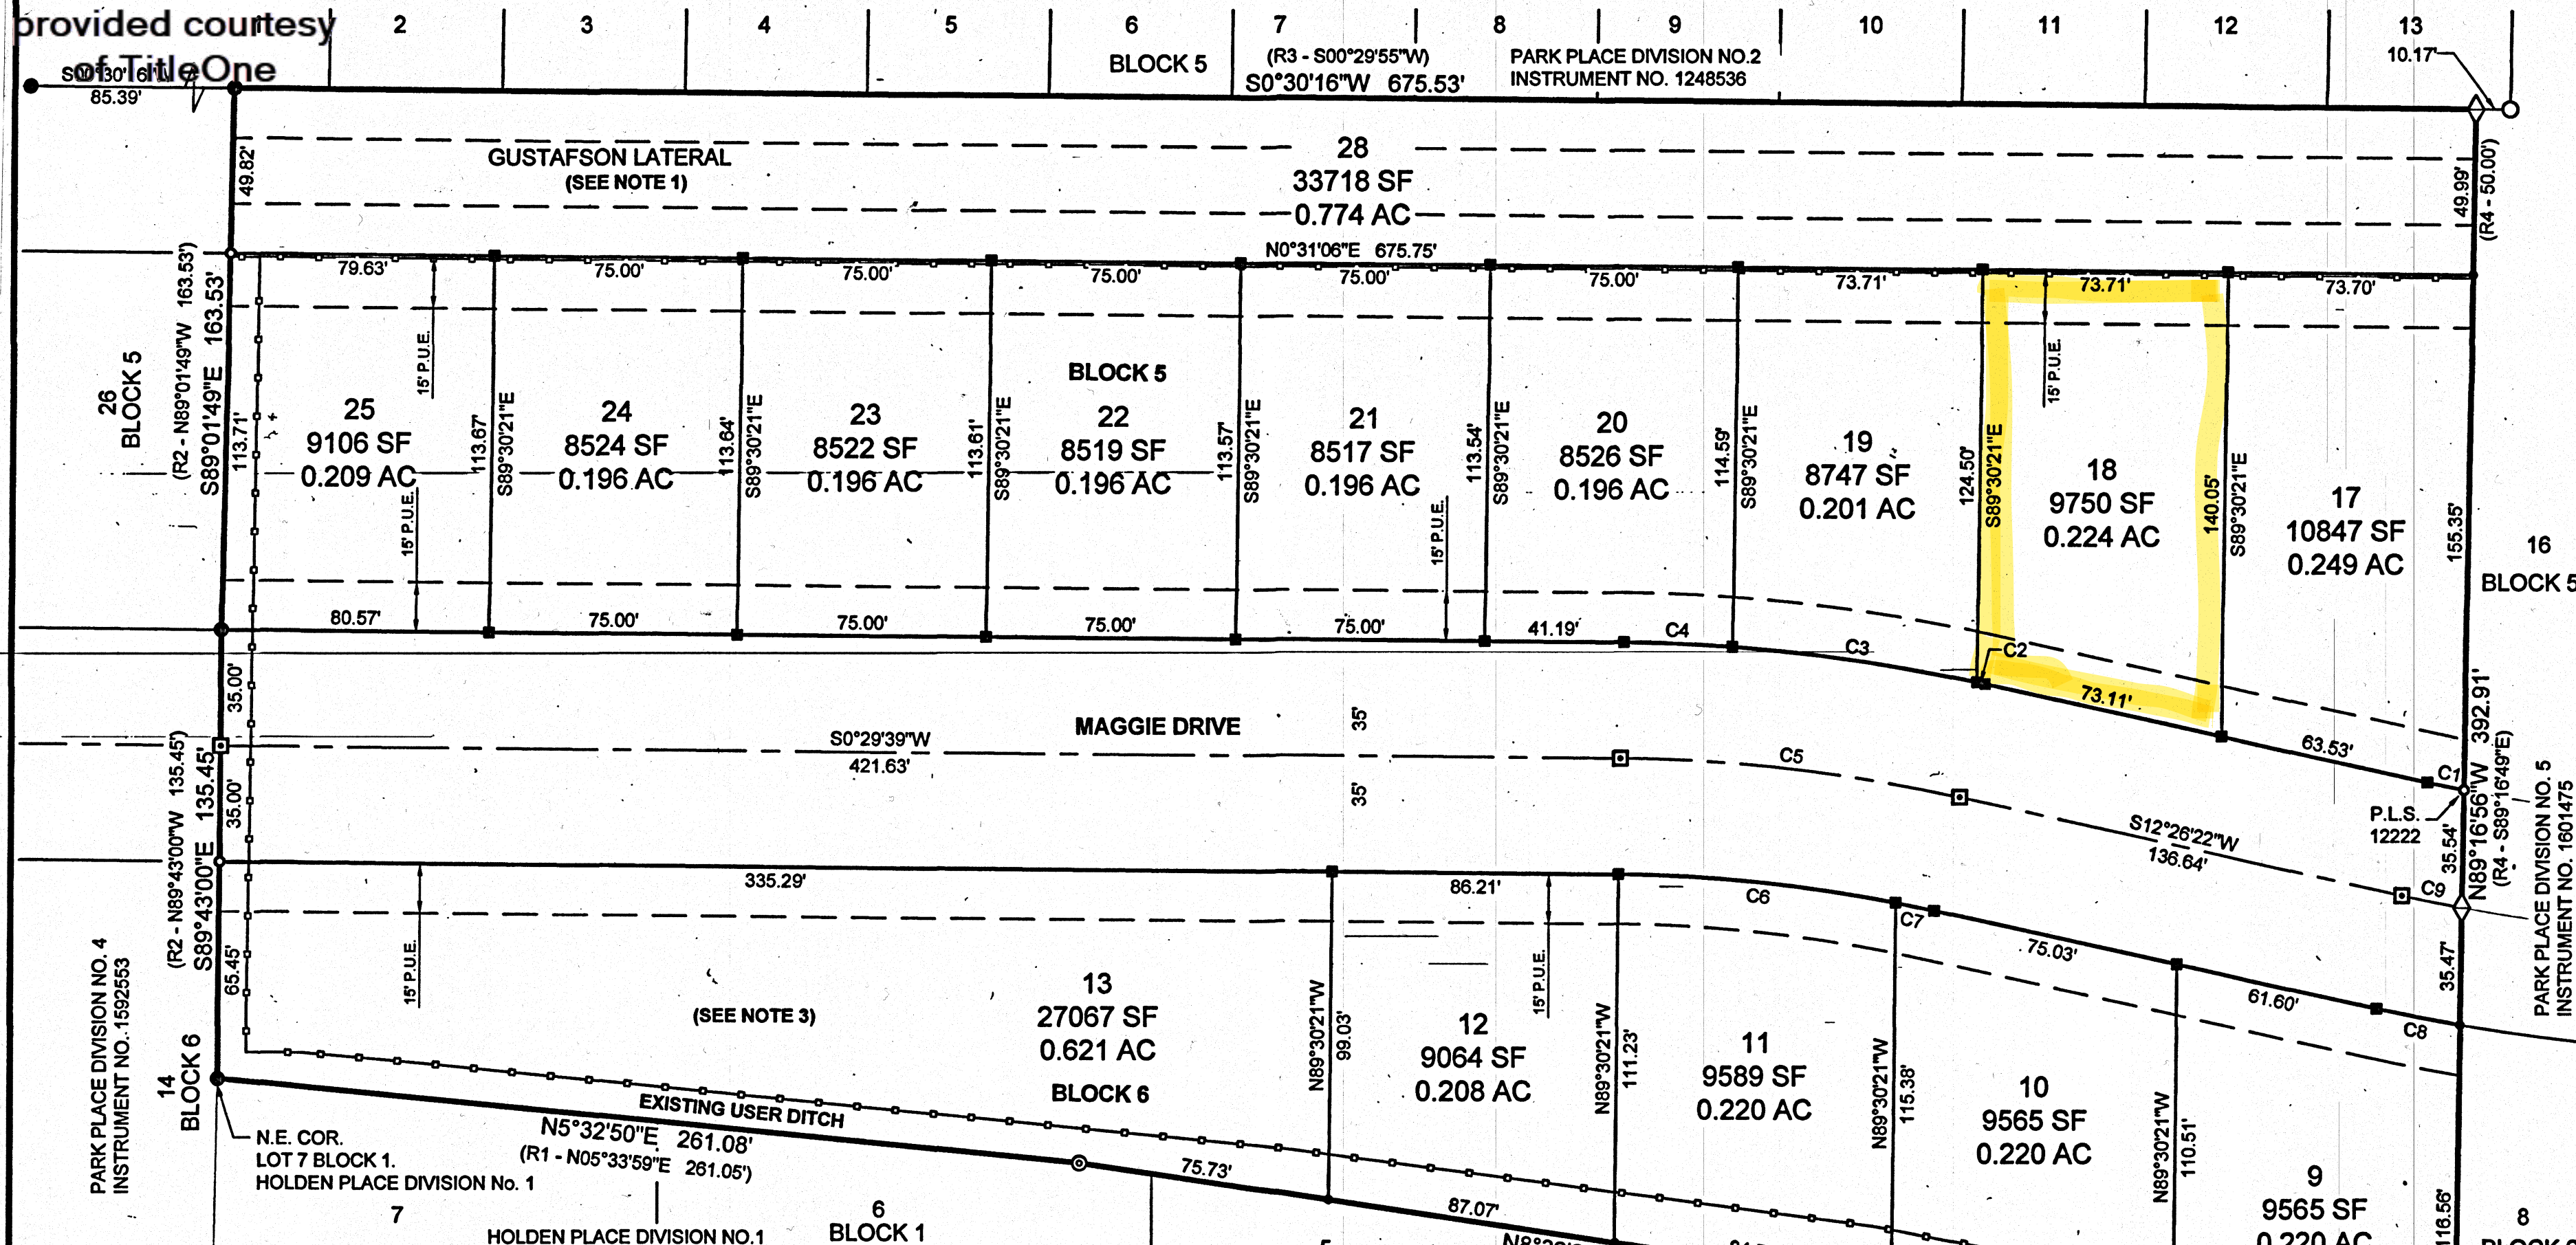 provided courtesy
of TitleOne
2
3
4
5
6
7
8
9
10
11
12
13
BLOCK 5
(R3 - S00°29'55"W)
S0°30'16"W 675.53'
PARK PLACE DIVISION NO.2
INSTRUMENT NO. 1248536
10.17'
85.39'
49.82'
GUSTAFSON LATERAL
(SEE NOTE 1)
28
33718 SF
0.774 AC
49.99'
(R4 - 50.00')
N0°31'06"E 675.75'
79.63'
75.00'
75.00'
75.00'
75.00'
75.00'
73.71'
73.71'
73.70'
(R2 - N89°01'49"W 163.53')
S89°01'49"E 163.53'
113.71'
26
BLOCK 5
15' P.U.E.
15' P.U.E.
BLOCK 5
25
9106 SF
0.209 AC
113.67'
S89°30'21"E
24
8524 SF
0.196 AC
113.64'
S89°30'21"E
23
8522 SF
0.196 AC
113.61'
S89°30'21"E
22
8519 SF
0.196 AC
113.57'
S89°30'21"E
21
8517 SF
0.196 AC
113.54'
S89°30'21"E
20
8526 SF
0.196 AC
114.59'
S89°30'21"E
19
8747 SF
0.201 AC
124.50'
S89°30'21"E
18
9750 SF
0.224 AC
140.05'
S89°30'21"E
17
10847 SF
0.249 AC
155.35'
16
BLOCK 5
15' P.U.E.
15' P.U.E.
80.57'
75.00'
75.00'
75.00'
75.00'
41.19'
C4
C3
C2
73.11'
63.53'
C1
35.00'
35.00'
(R2 - N89°43'00"W 135.45')
S89°43'00"E 135.45'
S0°29'39"W
421.63'
MAGGIE DRIVE
35'
35'
C5
S12°26'22"W
136.64'
C9
P.L.S.
12222
35.54'
N89°16'56"W 392.91'
(R4 - S89°16'49"E)
PARK PLACE DIVISION NO. 5
INSTRUMENT NO. 1601475
335.29'
86.21'
C6
C7
75.03'
61.60'
C8
35.47'
65.45'
15' P.U.E.
15' P.U.E.
(SEE NOTE 3)
13
27067 SF
0.621 AC
BLOCK 6
N89°30'21"W
99.03'
12
9064 SF
0.208 AC
N89°30'21"W
111.23'
11
9589 SF
0.220 AC
N89°30'21"W
115.38'
10
9565 SF
0.220 AC
N89°30'21"W
110.51'
9
9565 SF
0.220 AC
116.56'
8
PARK PLACE DIVISION NO. 4
INSTRUMENT NO. 1592553
14
BLOCK 6
EXISTING USER DITCH
N5°32'50"E 261.08'
(R1 - N05°33'59"E 261.05')
75.73'
87.07'
N.E. COR.
LOT 7 BLOCK 1.
HOLDEN PLACE DIVISION No. 1
7
HOLDEN PLACE DIVISION NO.1
6
BLOCK 1